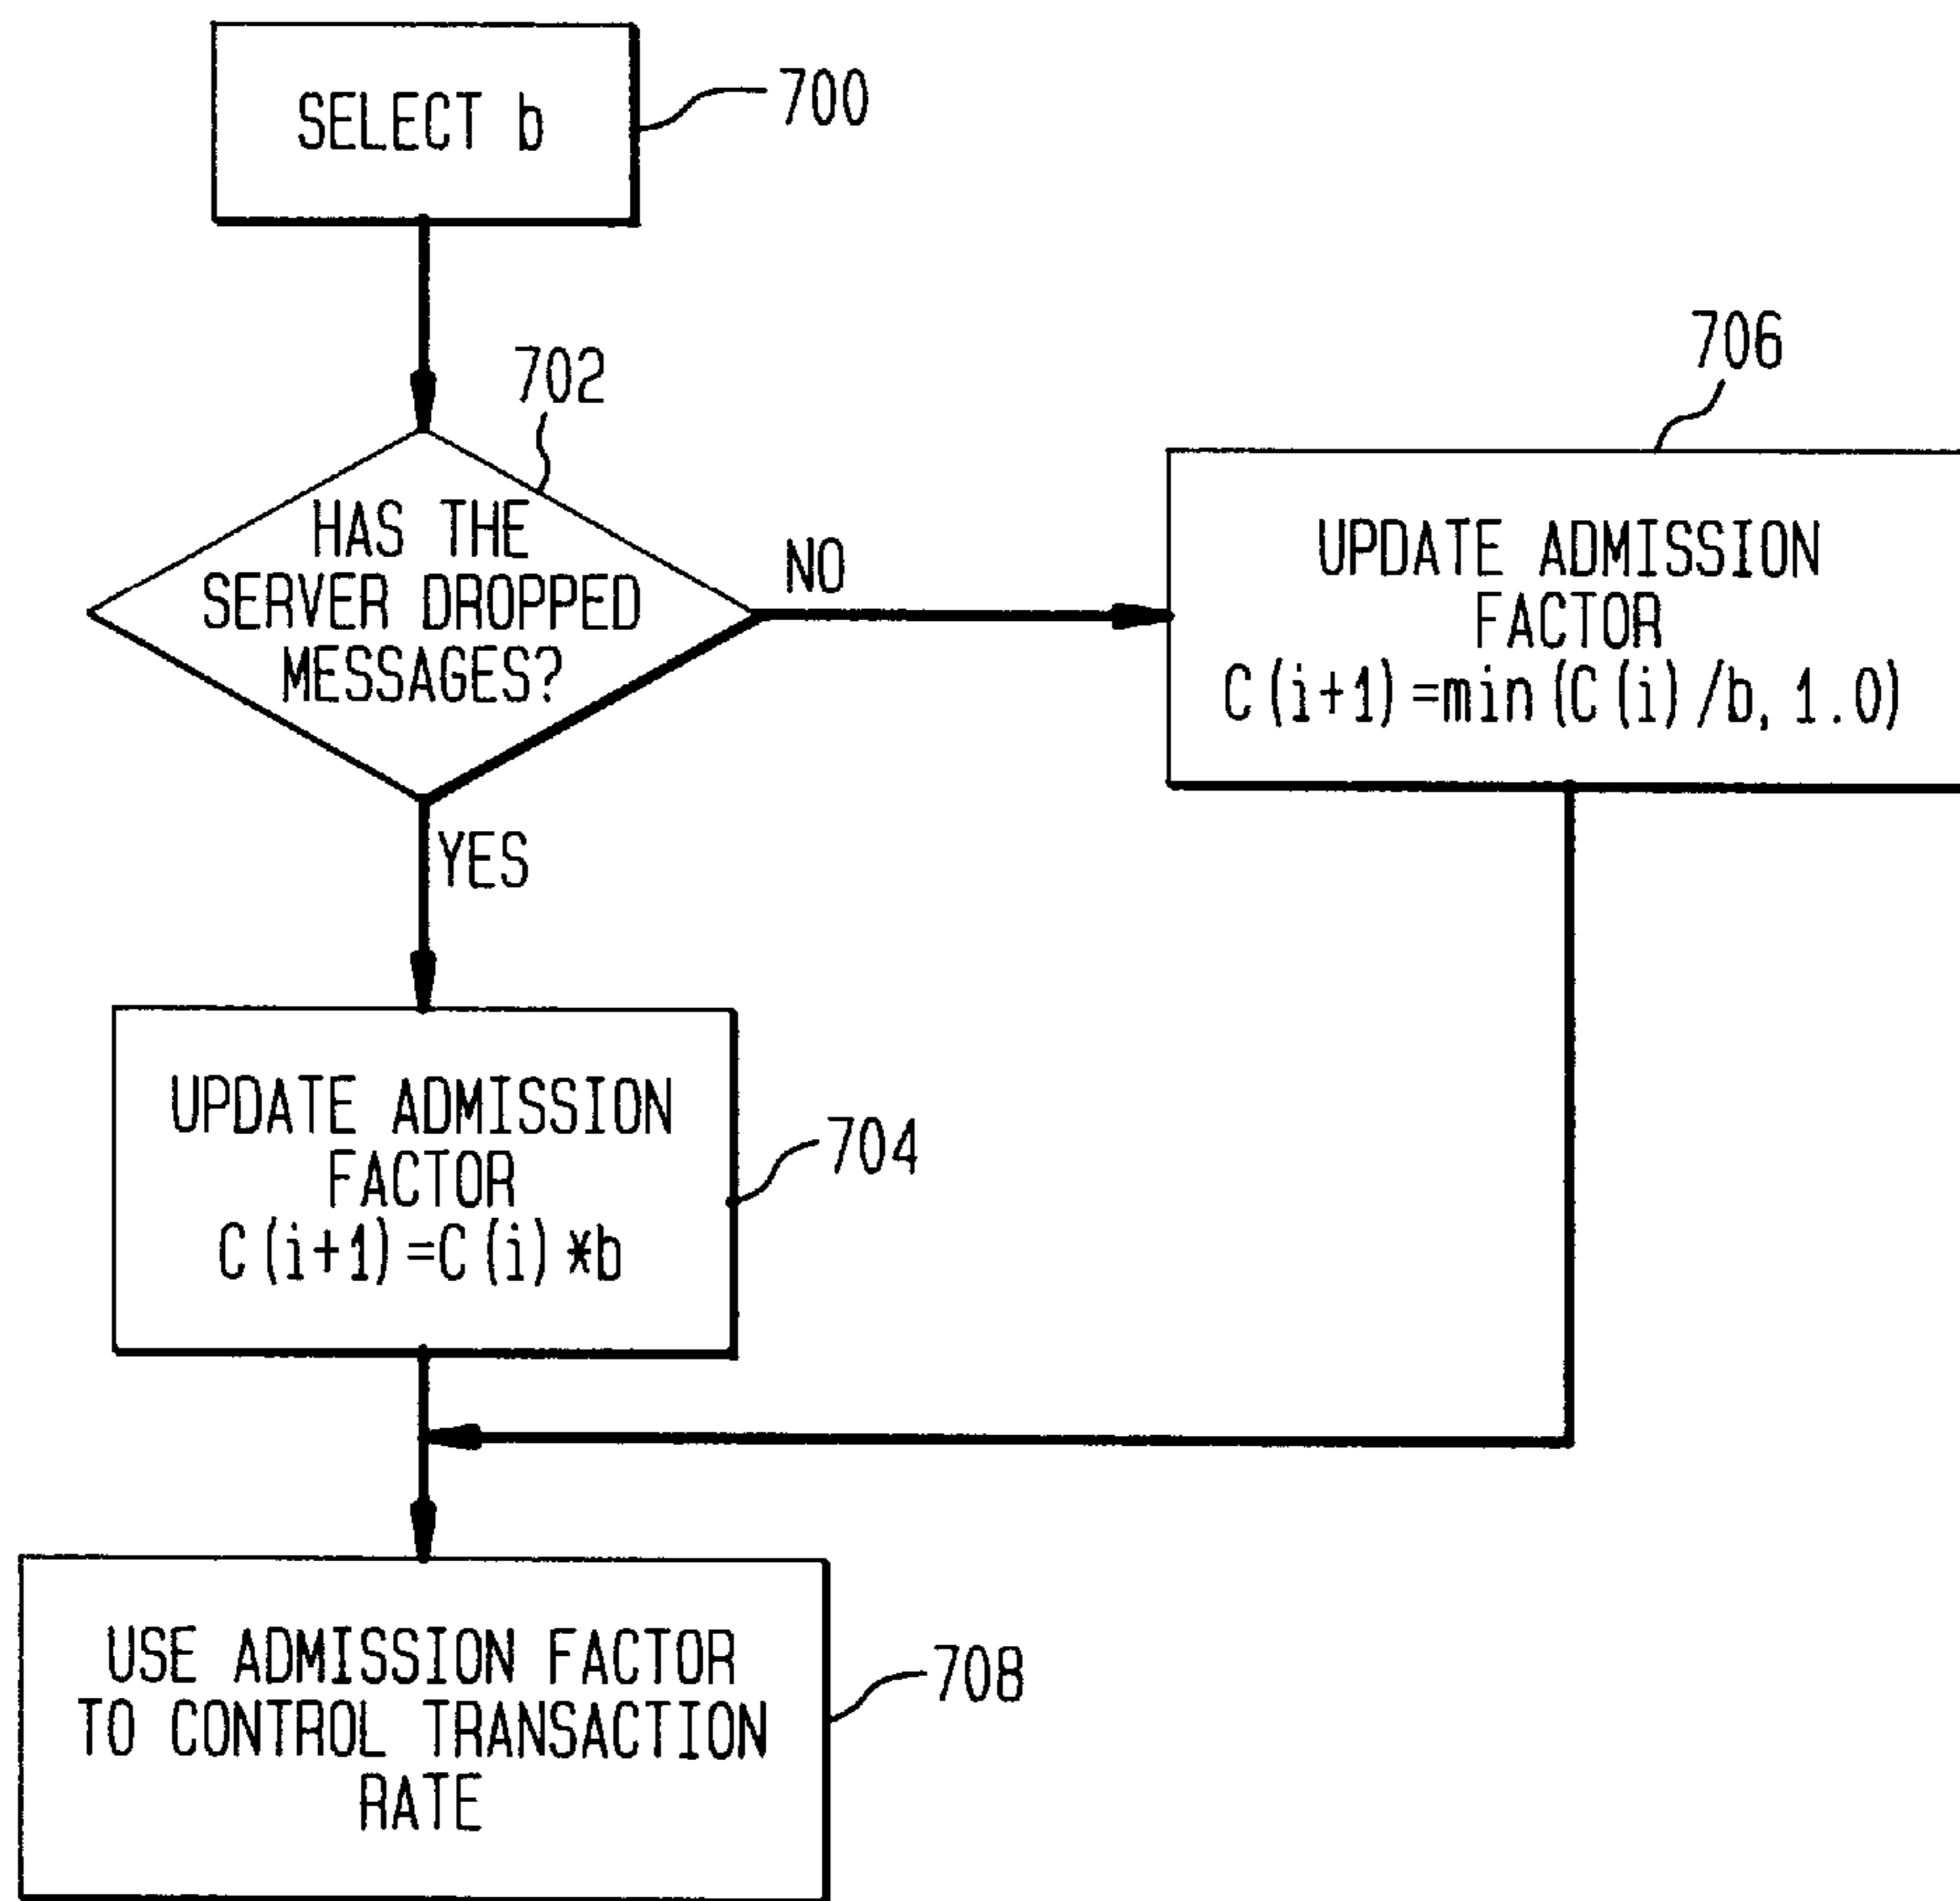 SELECT b
700
702
HAS THE
SERVER DROPPED
MESSAGES?
NO
YES
706
UPDATE ADMISSION
FACTOR
C(i+1)=min(C(i)/b, 1.0)
UPDATE ADMISSION
FACTOR
C(i+1)=C(i)*b
704
USE ADMISSION FACTOR
TO CONTROL TRANSACTION
RATE
708